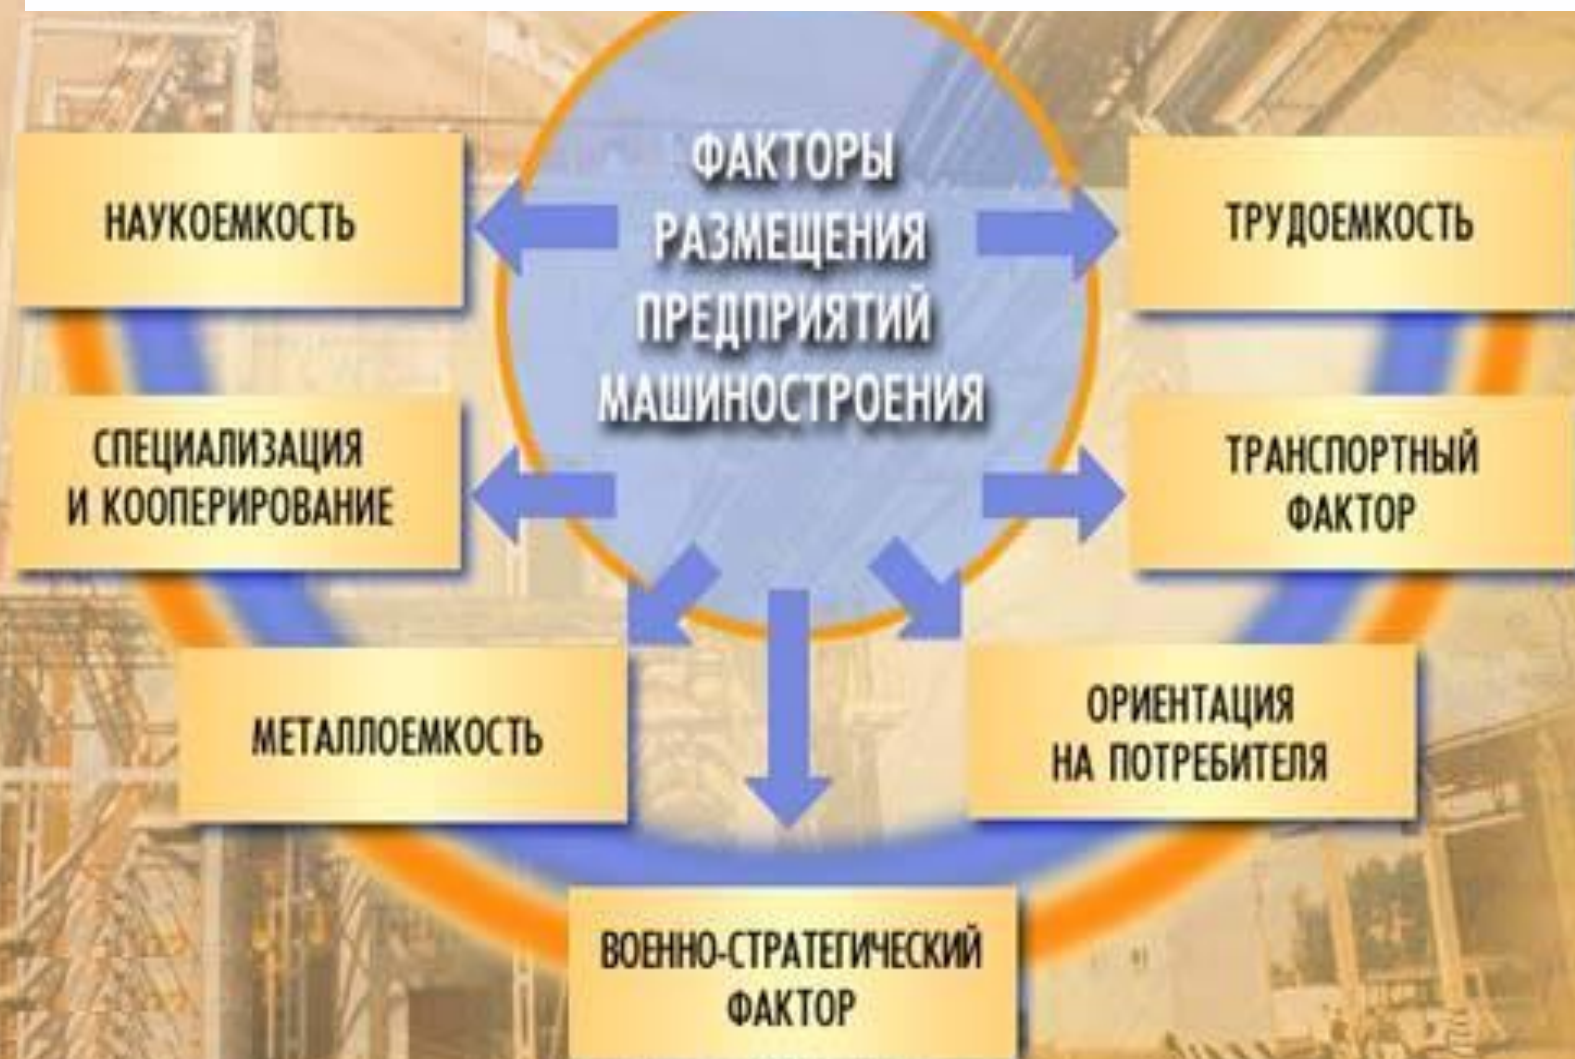 ФАКТОРЫ
РАЗМЕЩЕНИЯ
ПРЕДПРИЯТИЙ
МАШИНОСТРОЕНИЯ
НАУКОЕМКОСТЬ
ТРУДОЕМКОСТЬ
СПЕЦИАЛИЗАЦИЯ
И КООПЕРИРОВАНИЕ
ТРАНСПОРТНЫЙ
ФАКТОР
МЕТАЛЛОЕМКОСТЬ
ОРИЕНТАЦИЯ
НА ПОТРЕБИТЕЛЯ
ВОЕННО-СТРАТЕГИЧЕСКИЙ
ФАКТОР